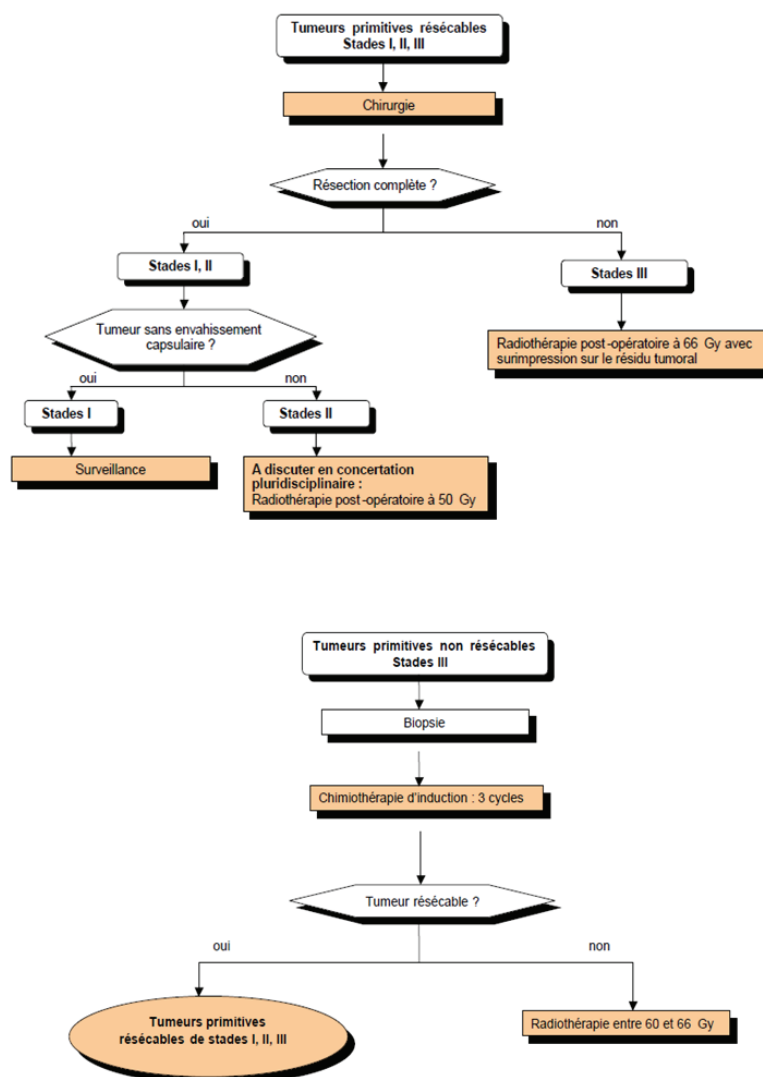 Tumeurs primitives résécables
Stades I, II, III
Chirurgie
Résection complète ?
oui
non
Stades I, II
Stades III
Tumeur sans envahissement
capsulaire ?
Radiothérapie post-opératoire à 66 Gy avec
surimpression sur le résidu tumoral
oui
non
Stades I
Stades II
Surveillance
A discuter en concertation
pluridisciplinaire :
Radiothérapie post-opératoire à 50 Gy
Tumeurs primitives non résécables
Stades III
Biopsie
Chimiothérapie d'induction : 3 cycles
Tumeur résécable ?
oui
non
Tumeurs primitives
résécables de stades I, II, III
Radiothérapie entre 60 et 66 Gy